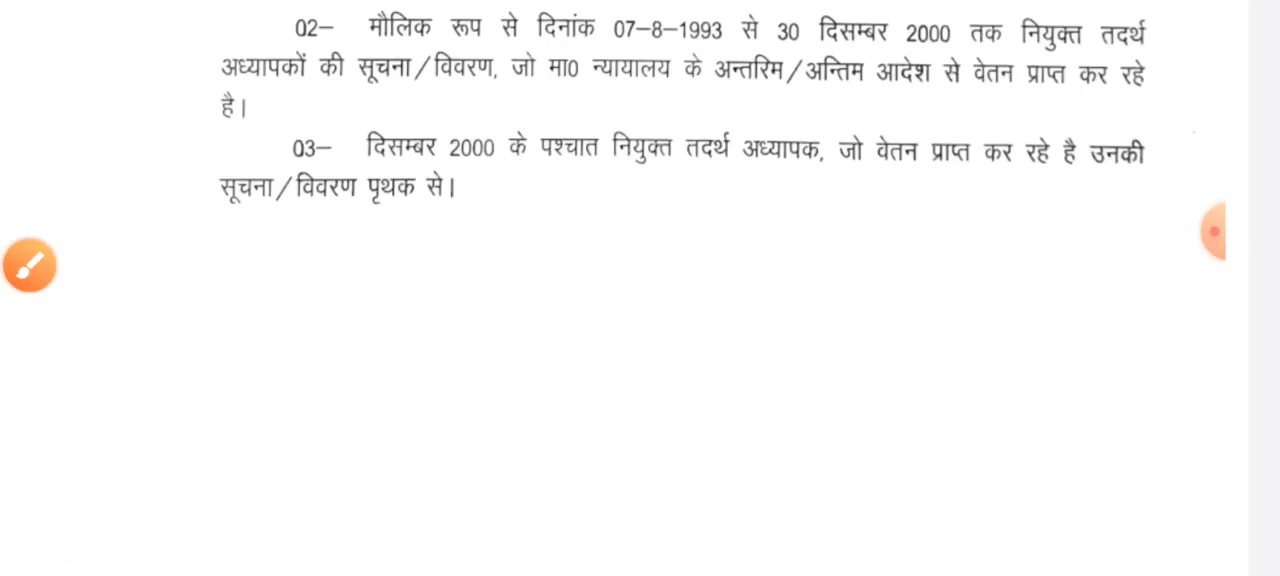 02– मौलिक रूप से दिनांक 07–8–1993 से 30 दिसम्बर 2000 तक नियुक्त तदर्थ
अध्यापकों की सूचना/विवरण, जो मा0 न्यायालय के अन्तरिम/अन्तिम आदेश से वेतन प्राप्त कर रहे
है।
03– दिसम्बर 2000 के पश्चात नियुक्त तदर्थ अध्यापक, जो वेतन प्राप्त कर रहे है उनकी
सूचना/विवरण पृथक से।